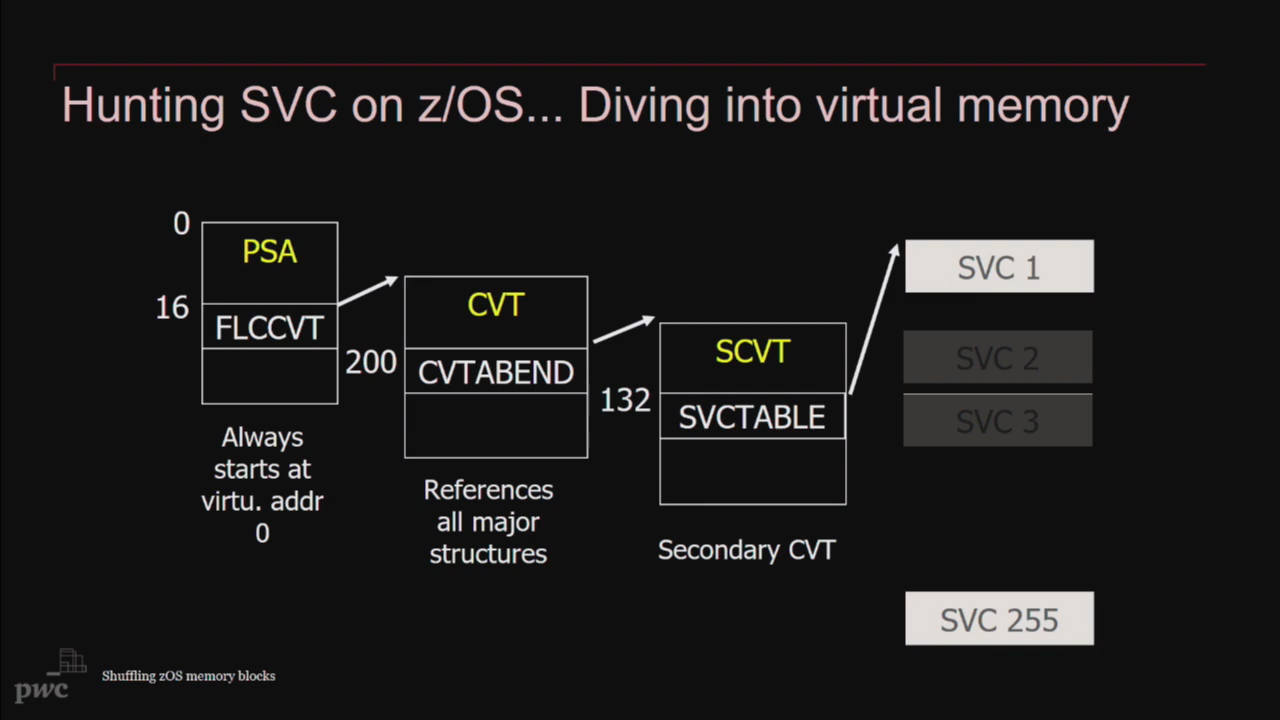 Hunting SVC on z/OS... Diving into virtual memory
0
PSA
16
FLCCVT
Always
starts at
virtu. addr
0
CVT
200
CVTABEND
References
all major
structures
SCVT
132
SVCTABLE
Secondary CVT
SVC 1
SVC 2
SVC 3
SVC 255
pwc
Shuffling zOS memory blocks